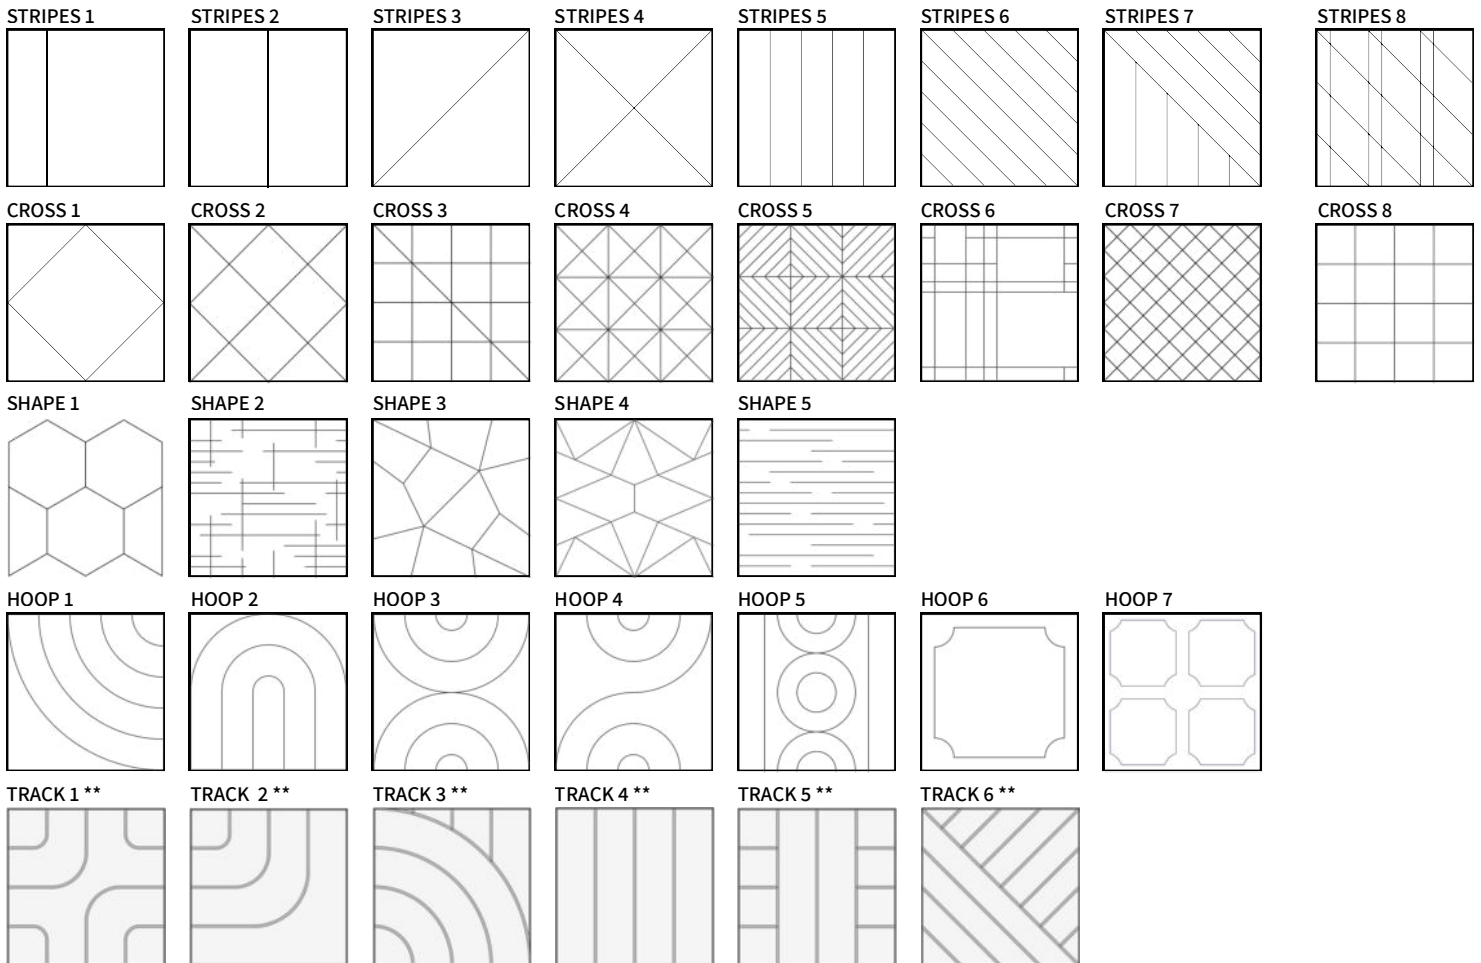 STRIPES 1 STRIPES 2 STRIPES 3 STRIPES 4 STRIPES 5 STRIPES 6 STRIPES 7 STRIPES 8
CROSS 1 CROSS 2 CROSS 3 CROSS 4 CROSS 5 CROSS 6 CROSS 7 CROSS 8
SHAPE 1 SHAPE 2 SHAPE 3 SHAPE 4 SHAPE 5
HOOP 1 HOOP 2 HOOP 3 HOOP 4 HOOP 5 HOOP 6 HOOP 7
TRACK 1 ** TRACK 2 ** TRACK 3 ** TRACK 4 ** TRACK 5 ** TRACK 6 **